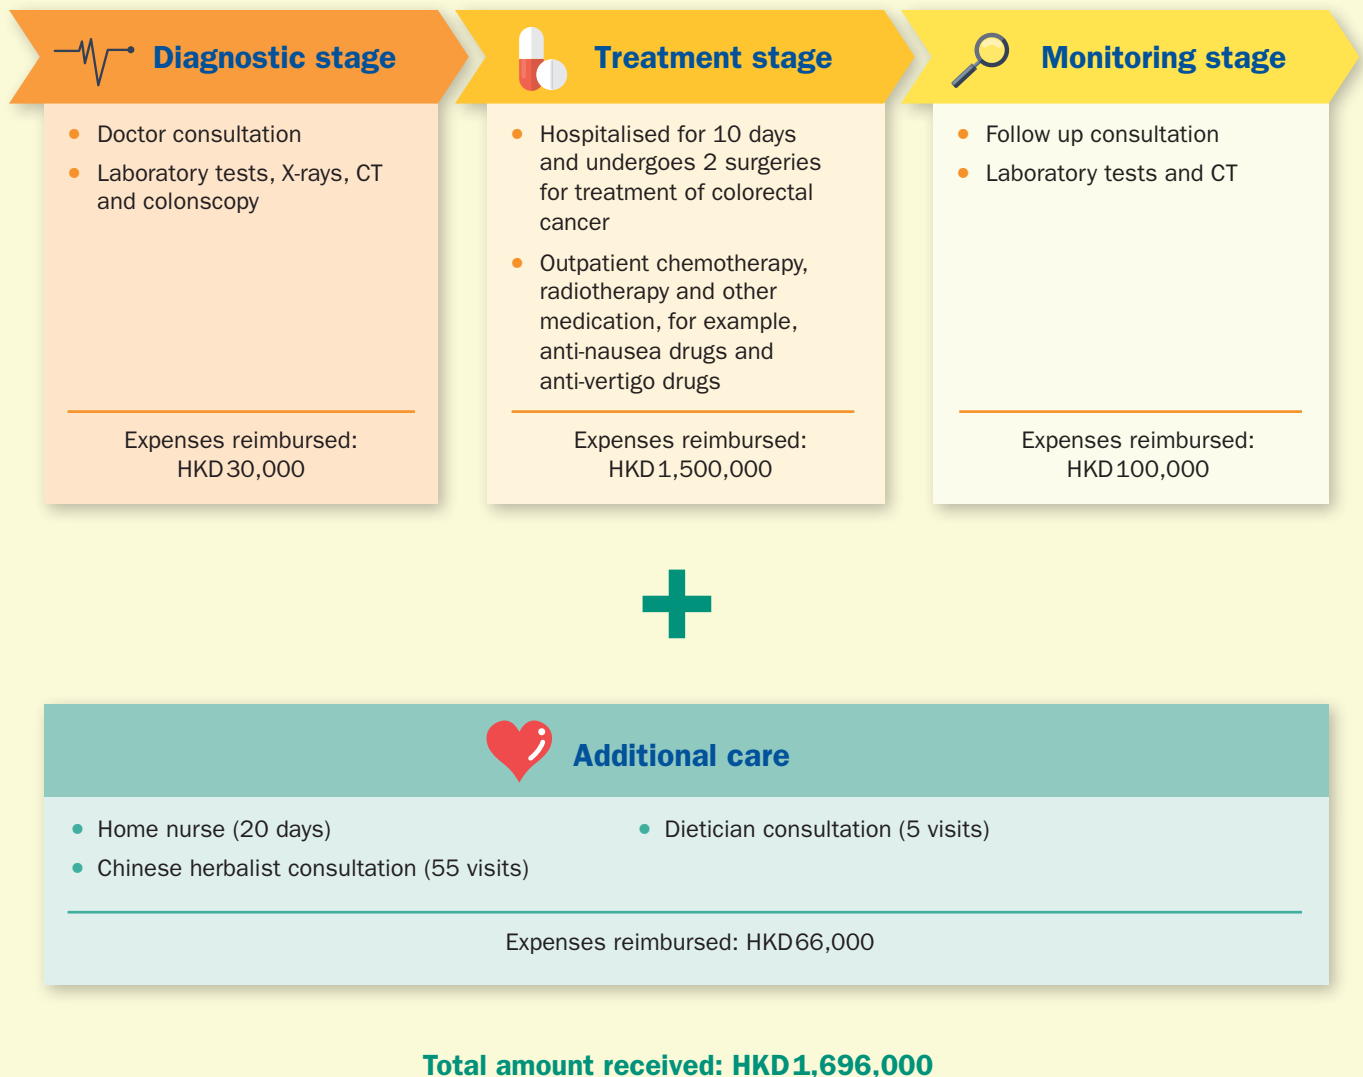 Diagnostic stage
Doctor consultation
Laboratory tests, X-rays, CT
and colonscopy
Expenses reimbursed:
HKD30,000
Treatment stage
Hospitalised for 10 days
and undergoes 2 surgeries
for treatment of colorectal
cancer
Outpatient chemotherapy,
radiotherapy and other
medication, for example,
anti-nausea drugs and
anti-vertigo drugs
Expenses reimbursed:
HKD1,500,000
Monitoring stage
Follow up consultation
Laboratory tests and CT
Expenses reimbursed:
HKD100,000
+
Additional care
Home nurse (20 days)
Chinese herbalist consultation (55 visits)
Dietician consultation (5 visits)
Expenses reimbursed: HKD66,000
Total amount received: HKD1,696,000